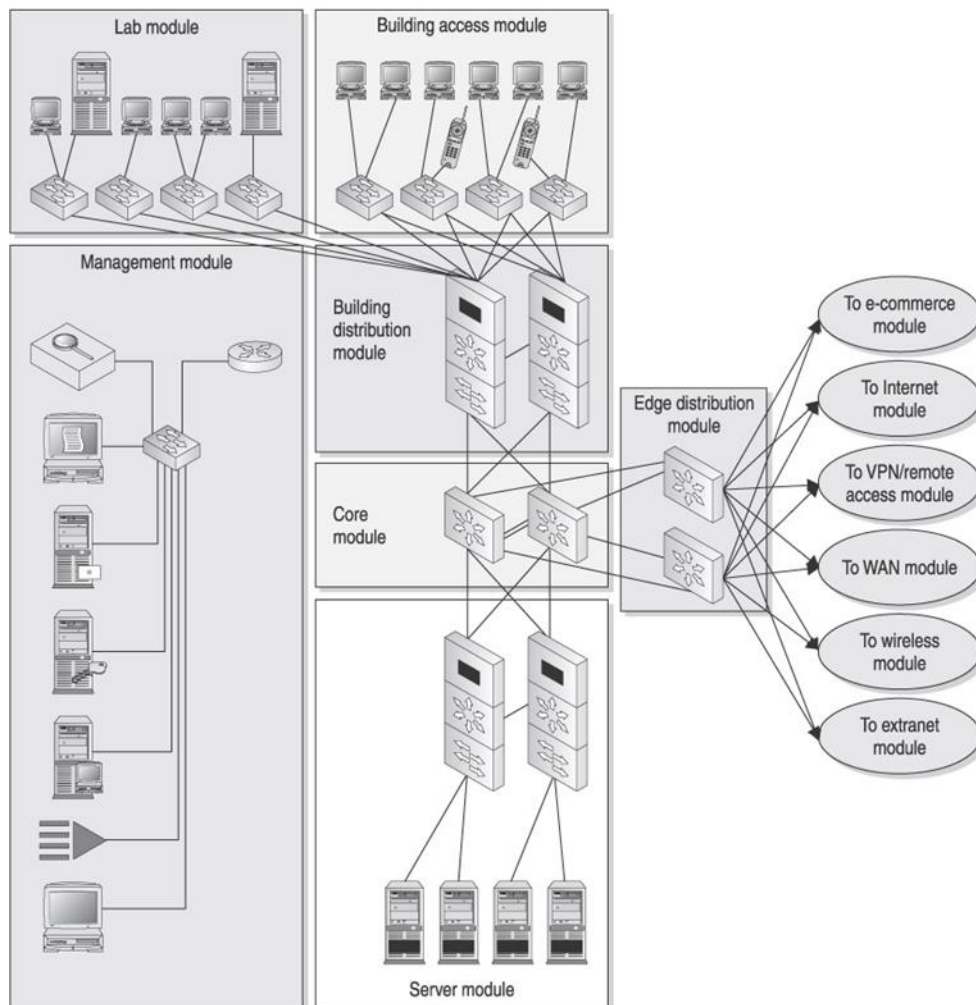 Lab module
Building access module
Management module
Building
distribution
module
Edge distribution
module
Core
module
To e-commerce
module
To Internet
module
To VPN/remote
access module
To WAN module
To wireless
module
To extranet
module
Server module